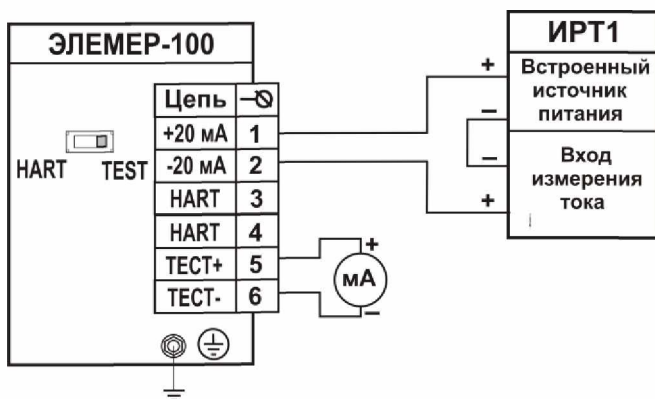 ЭЛЕМЕР-100
Цепь
+20 мА 1
-20 мА 2
HART 3
HART 4
ТЕСТ+ 5
ТЕСТ- 6
HART TEST
+
мА
–
ИРТ1
+
Встроенный
источник
питания
–
–
Вход
измерения
тока
+